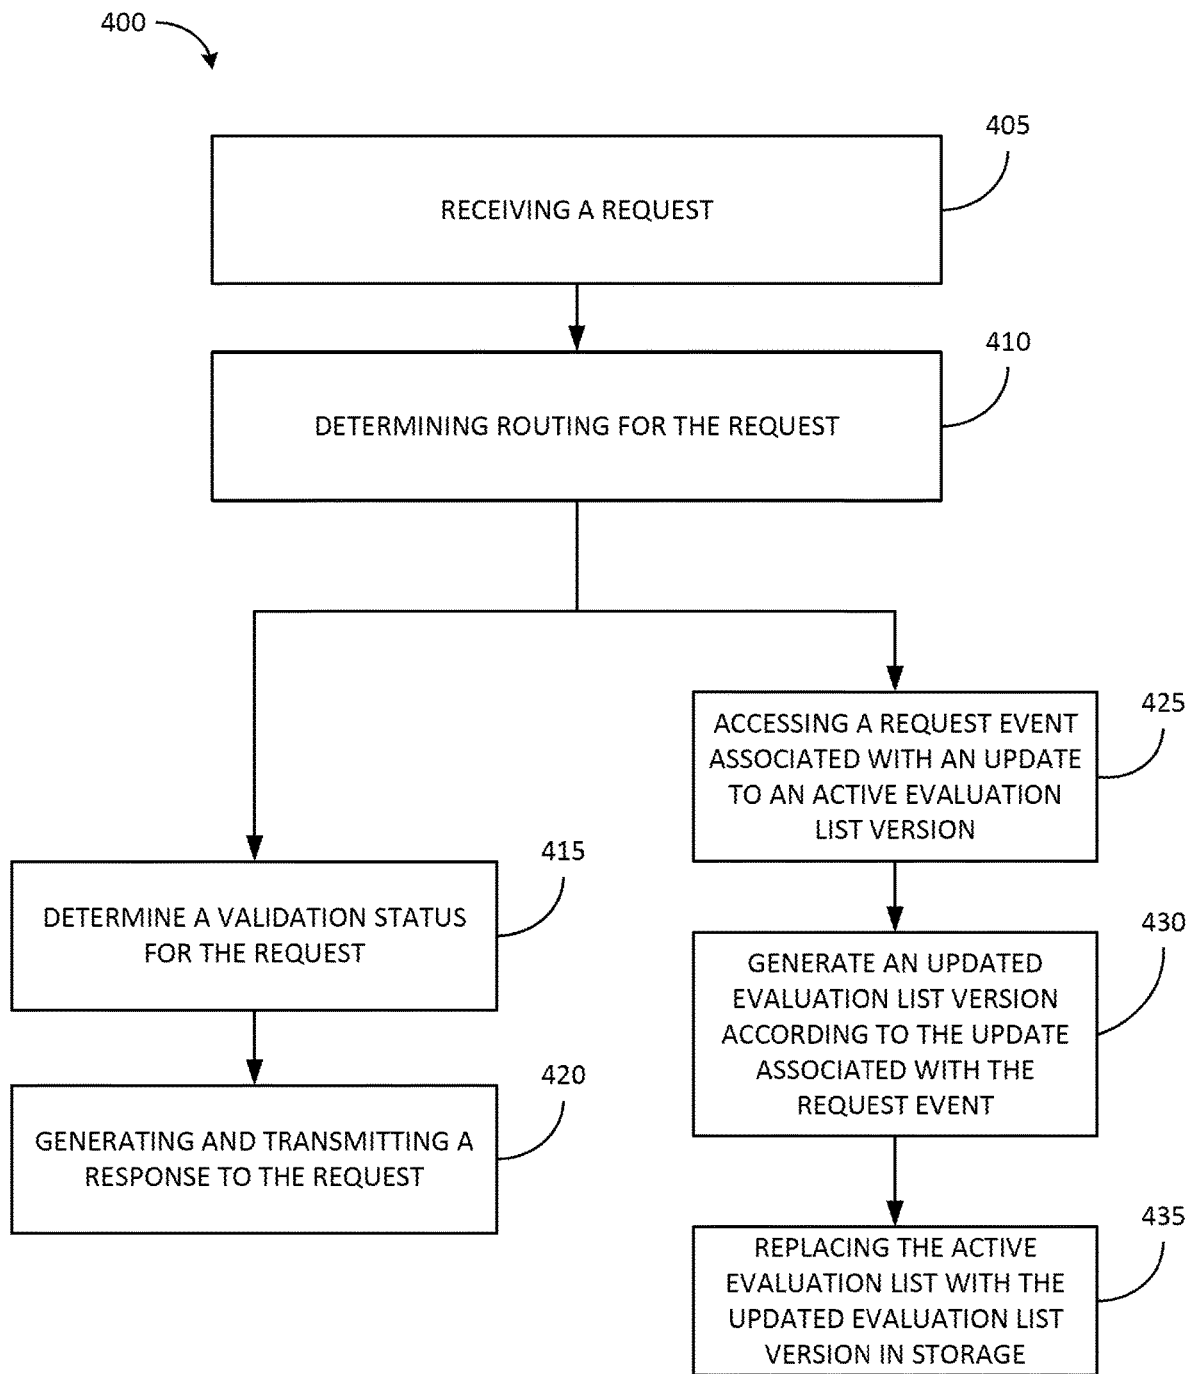 400
405
RECEIVING A REQUEST
410
DETERMINING ROUTING FOR THE REQUEST
415
DETERMINE A VALIDATION STATUS
FOR THE REQUEST
420
GENERATING AND TRANSMITTING A
RESPONSE TO THE REQUEST
425
ACCESSING A REQUEST EVENT
ASSOCIATED WITH AN UPDATE
TO AN ACTIVE EVALUATION
LIST VERSION
430
GENERATE AN UPDATED
EVALUATION LIST VERSION
ACCORDING TO THE UPDATE
ASSOCIATED WITH THE
REQUEST EVENT
435
REPLACING THE ACTIVE
EVALUATION LIST WITH THE
UPDATED EVALUATION LIST
VERSION IN STORAGE